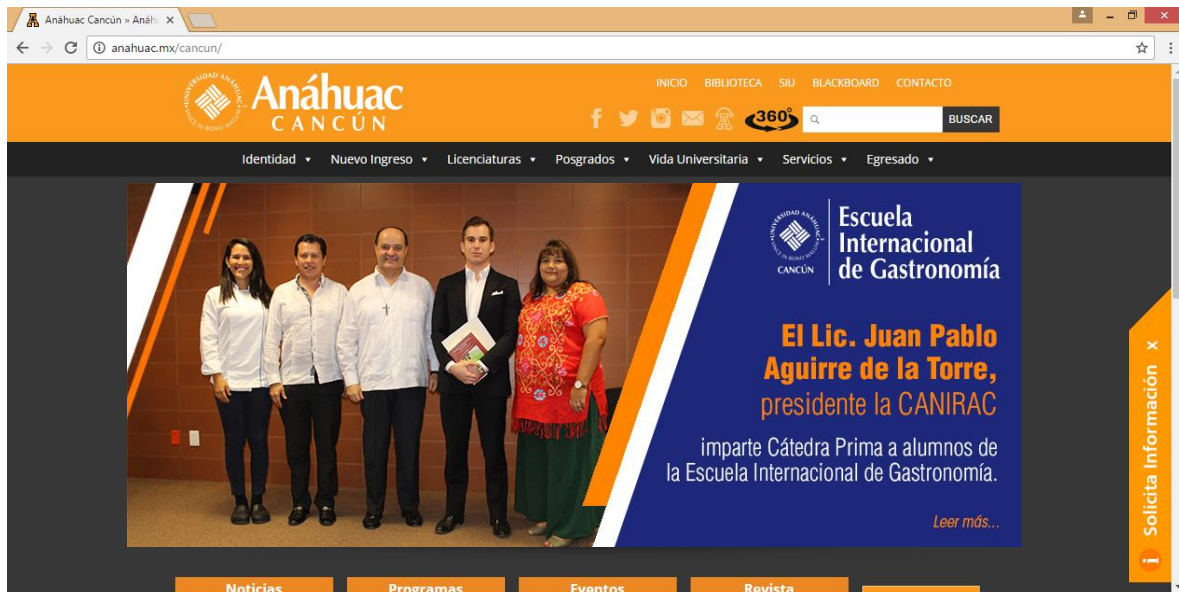 Anáhuac Cancún » Anáh
anahuac.mx/cancun/
Anáhuac
CANCÚN
INICIO BIBLIOTECA SIU BLACKBOARD CONTACTO
360°
BUSCAR
Identidad Nuevo Ingreso Licenciaturas Posgrados Vida Universitaria Servicios Egresado
UNIVERSIDAD ANÁHUAC
CANCÚN
Escuela
Internacional
de Gastronomía
El Lic. Juan Pablo
Aguirre de la Torre,
presidente la CANIRAC
imparte Cátedra Prima a alumnos de
la Escuela Internacional de Gastronomía.
Leer más...
Solicita Información X
Noticias Programas Eventos Revista